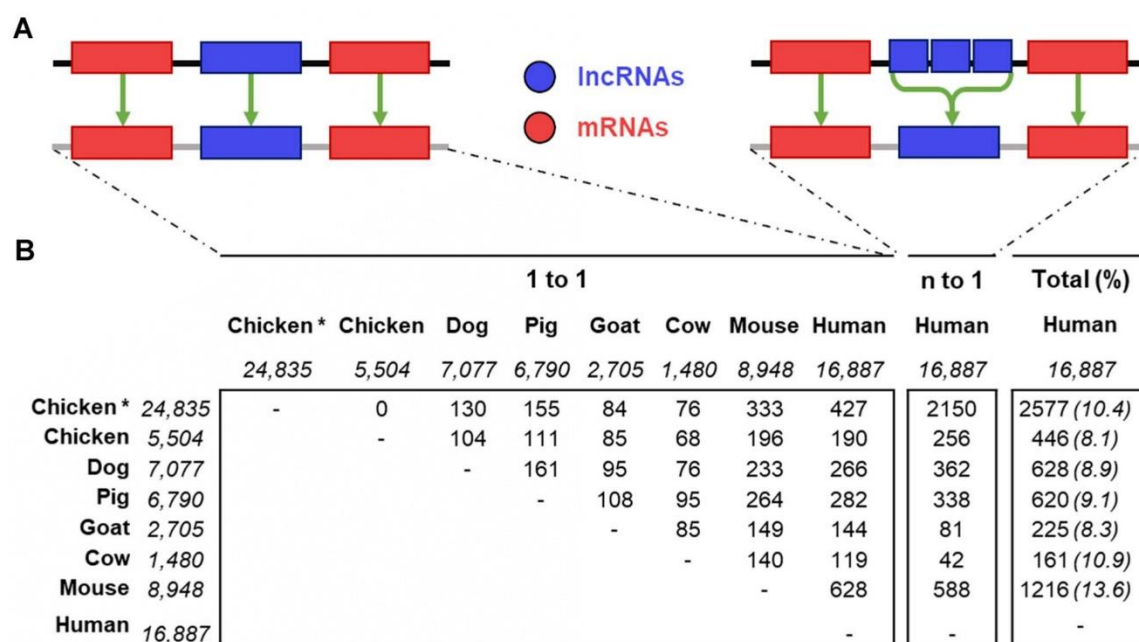 A
lncRNAs
mRNAs
B
1 to 1 n to 1 Total (%)
Chicken * Chicken Dog Pig Goat Cow Mouse Human Human Human
24,835 5,504 7,077 6,790 2,705 1,480 8,948 16,887 16,887 16,887
Chicken * 24,835 - 0 130 155 84 76 333 427 2150 2577 (10.4)
Chicken 5,504 - 104 111 85 68 196 190 256 446 (8.1)
Dog 7,077 - 161 95 76 233 266 362 628 (8.9)
Pig 6,790 - 108 95 264 282 338 620 (9.1)
Goat 2,705 - 85 149 144 81 225 (8.3)
Cow 1,480 - 140 119 42 161 (10.9)
Mouse 8,948 - 628 588 1216 (13.6)
Human 16,887 - - -